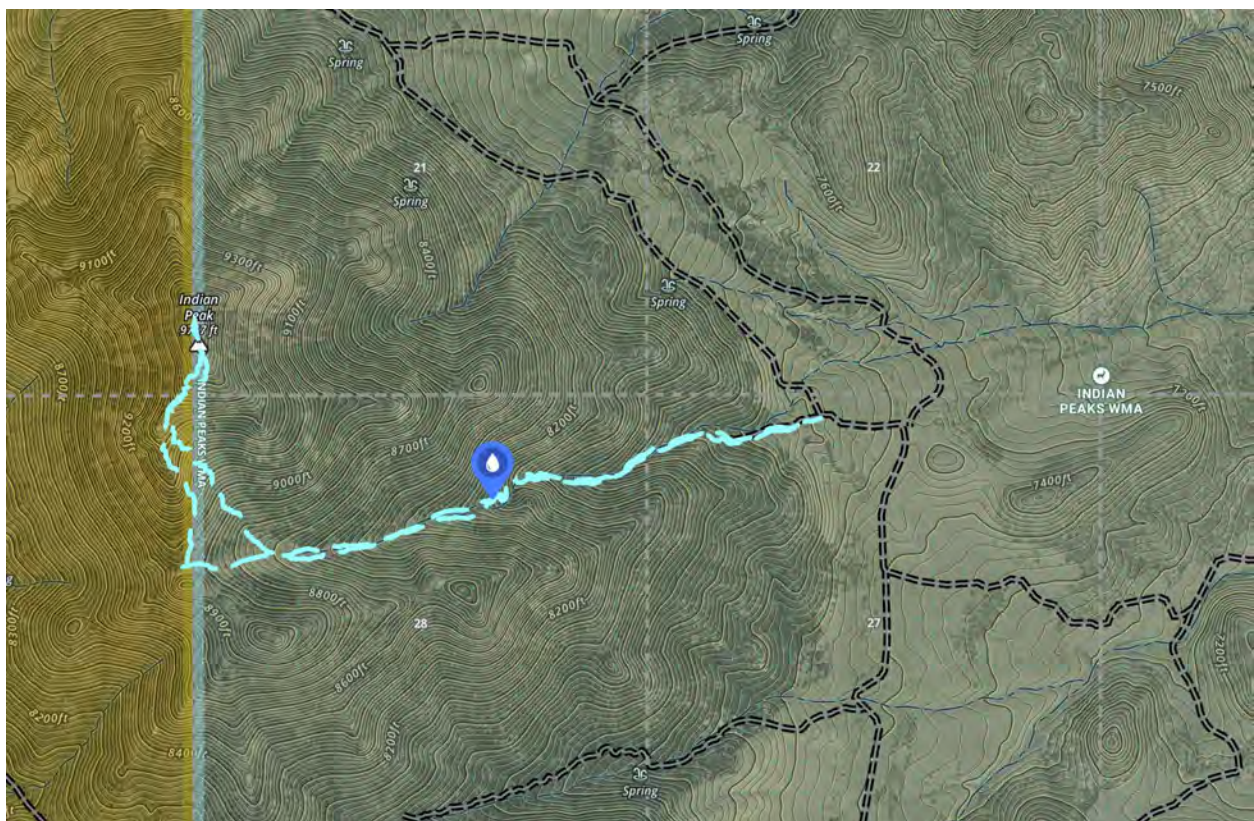 Spring
Spring
7500ft
8600ft
21
22
Spring
7600ft
8400ft
9100ft
9300ft
Spring
Indian
Peak
9100ft
INDIAN
PEAKS WMA
8700ft
7200ft
INDIAN PEAKS WMA
9200ft
8200ft
8700ft
9000ft
7400ft
8800ft
8200ft
8900ft
28
27
8300ft
7200ft
8600ft
8200ft
8200ft
8400ft
Spring